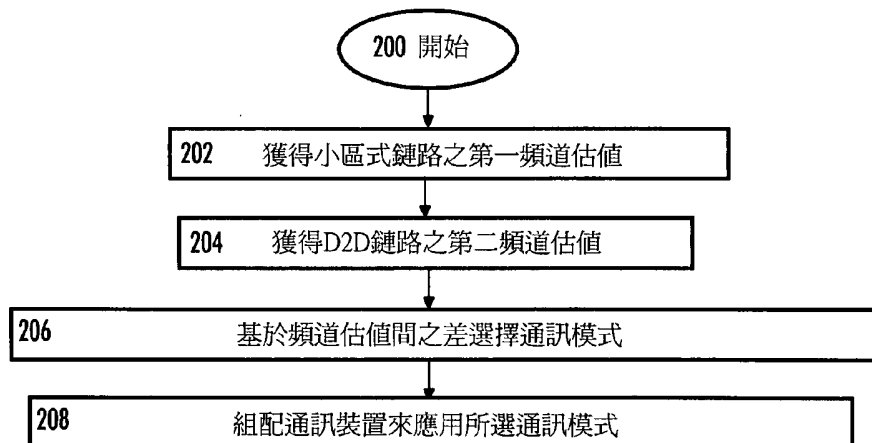 200 開始
202 獲得小區式鏈路之第一頻道估值
204 獲得D2D鏈路之第二頻道估值
206 基於頻道估值間之差選擇通訊模式
208 組配通訊裝置來應用所選通訊模式